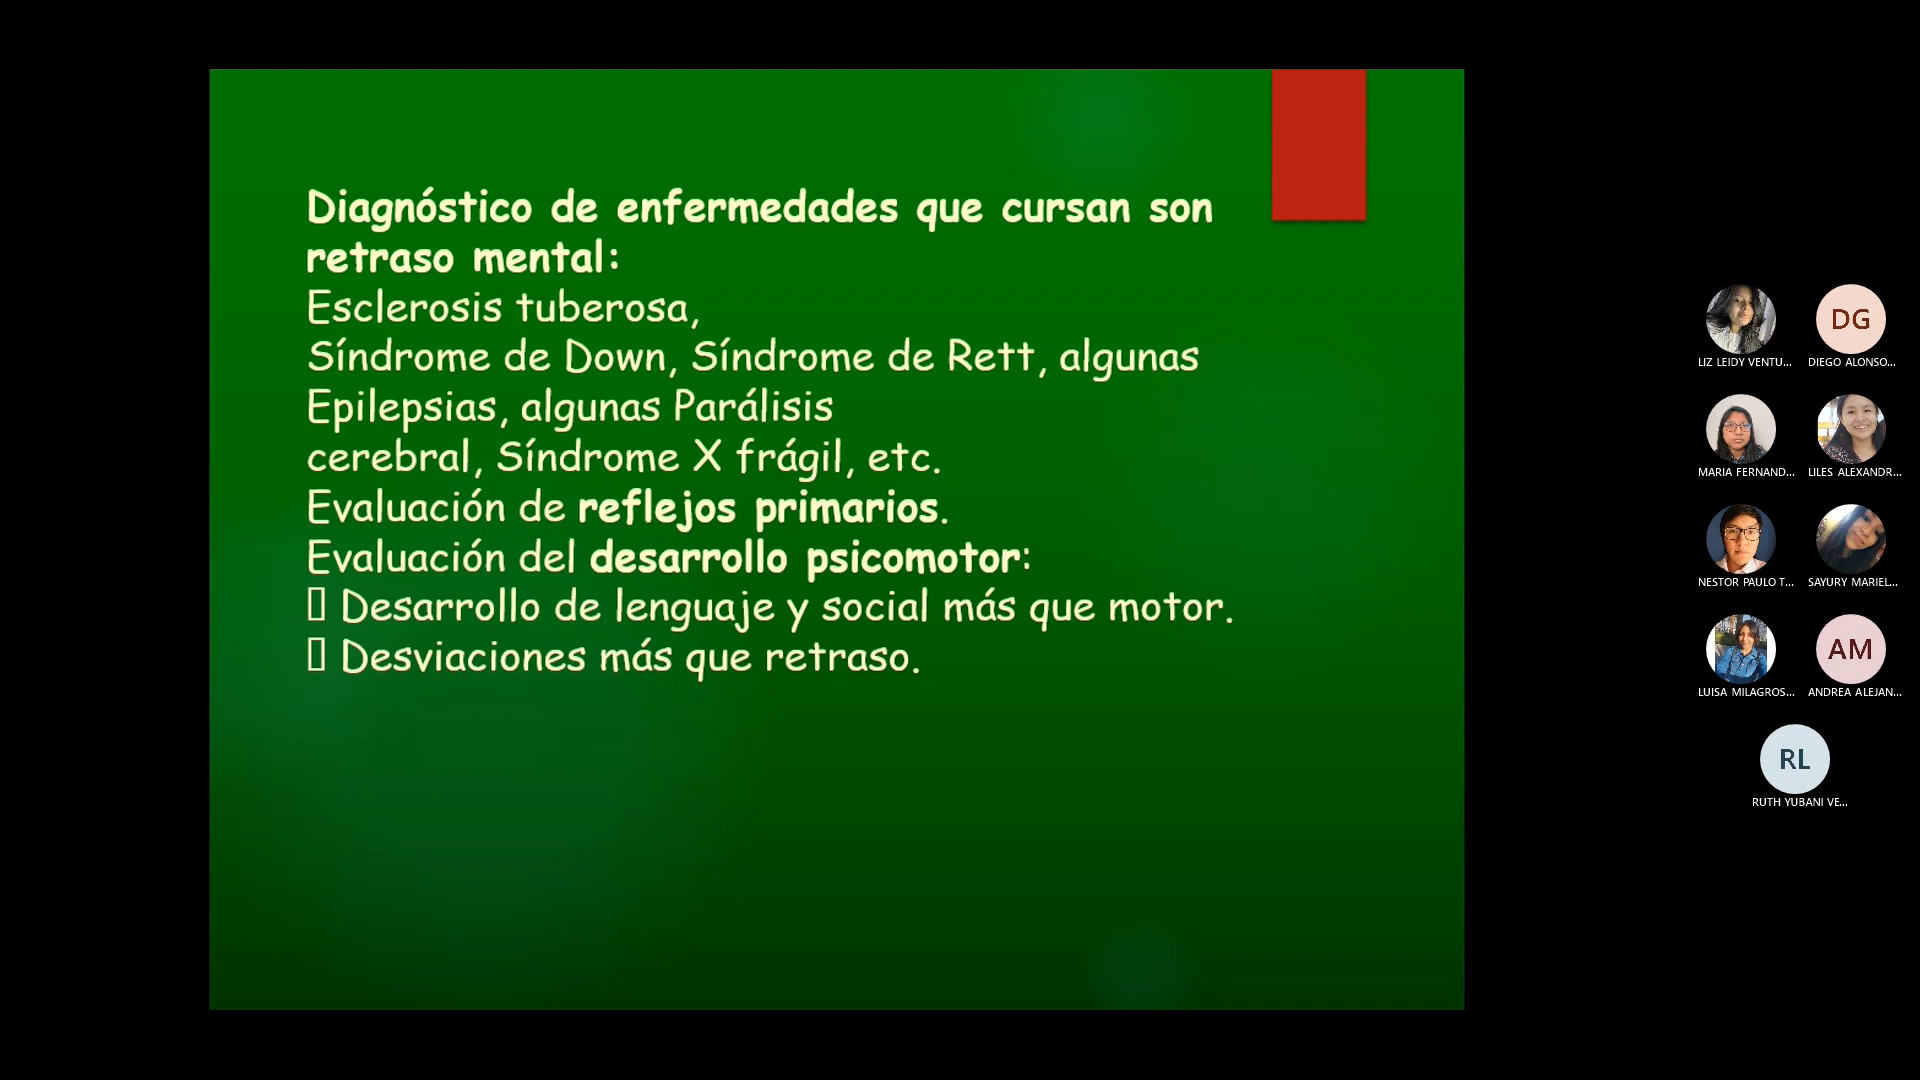 Diagnóstico de enfermedades que cursan son
retraso mental:
Esclerosis tuberosa,
Síndrome de Down, Síndrome de Rett, algunas
Epilepsias, algunas Parálisis
cerebral, Síndrome X frágil, etc.
Evaluación de reflejos primarios.
Evaluación del desarrollo psicomotor:
▯ Desarrollo de lenguaje y social más que motor.
▯ Desviaciones más que retraso.
LIZ LEIDY VENTU...
DG
DIEGO ALONSO...
MARIA FERNAND...
LILES ALEXANDR...
NESTOR PAULO T...
SAYURY MARIEL...
LUISA MILAGROS...
AM
ANDREA ALEJAN...
RL
RUTH YUBANI VE...